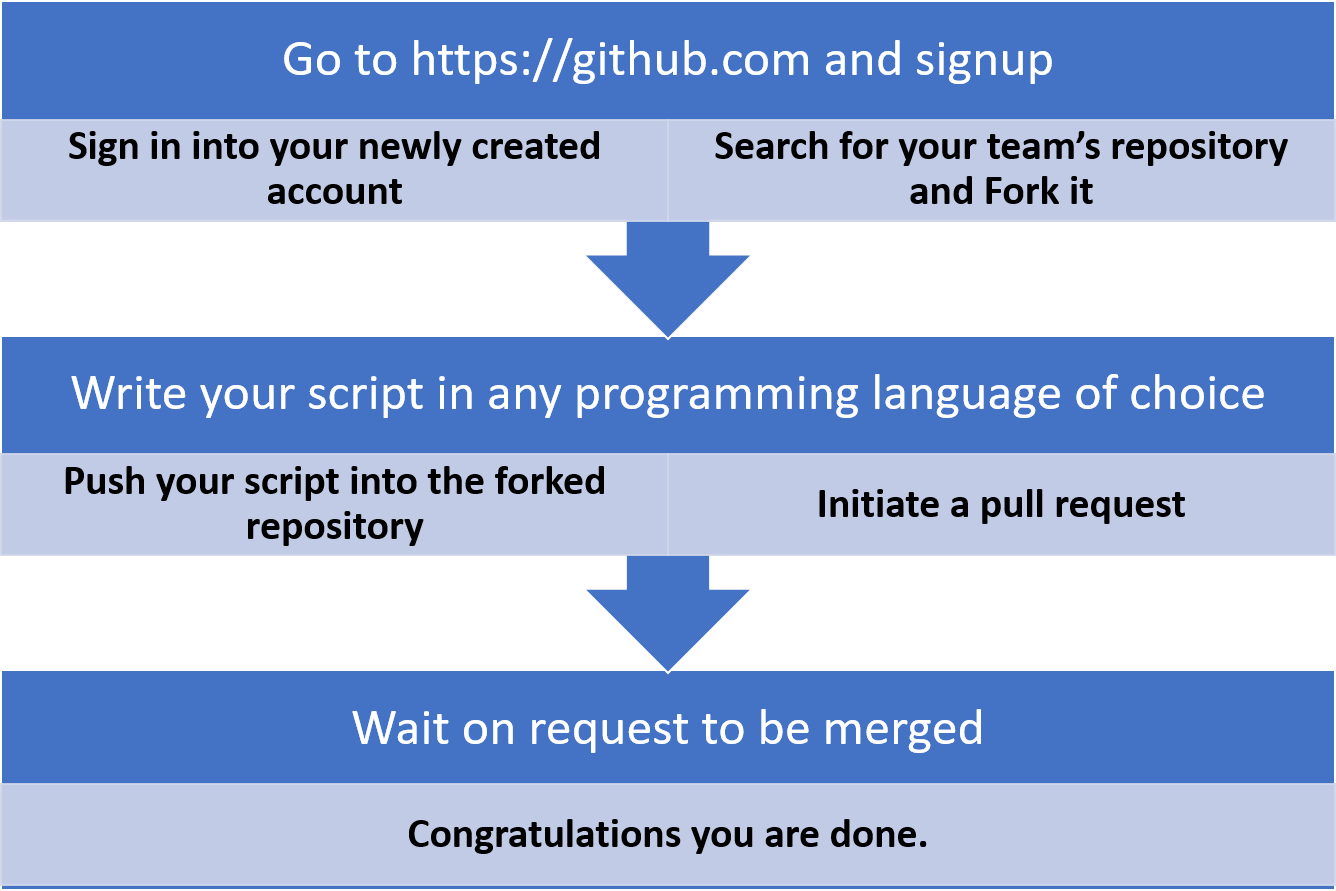 Go to https://github.com and signup
Sign in into your newly created
account
Search for your team’s repository
and Fork it
Write your script in any programming language of choice
Push your script into the forked
repository
Initiate a pull request
Wait on request to be merged
Congratulations you are done.